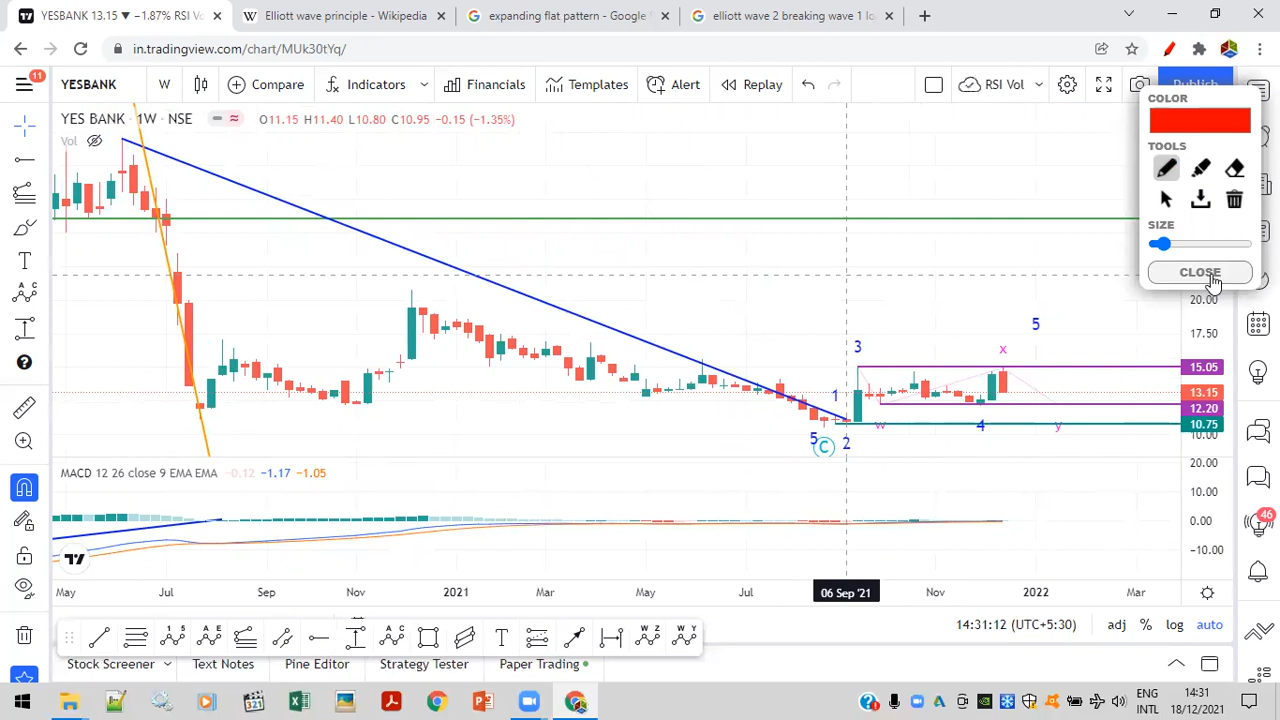 YESBANK 13.15 ▼ −1.87% RSI Vo
Elliott wave principle - Wikipedia
expanding flat pattern - Google
elliott wave 2 breaking wave 1 lo
in.tradingview.com/chart/MUk30tYq/
11
YESBANK
W
Compare
Indicators
Financials
Templates
Alert
Replay
RSI Vol
Publish
YES BANK · 1W · NSE
O11.15 H11.40 L10.80 C10.95 −0.15 (−1.35%)
Vol
COLOR
TOOLS
SIZE
CLOSE
20.00
17.50
15.05
13.15
12.20
10.75
10.00
5
x
3
1
w
4
y
5
C
2
MACD 12 26 close 9 EMA EMA −0.12 −1.17 −1.05
20.00
10.00
0.00
−10.00
46
May
Jul
Sep
Nov
2021
Mar
May
Jul
06 Sep '21
Nov
2022
Mar
14:31:12 (UTC+5:30)
adj
%
log
auto
Stock Screener
Text Notes
Pine Editor
Strategy Tester
Paper Trading
ENG
INTL
14:31
18/12/2021